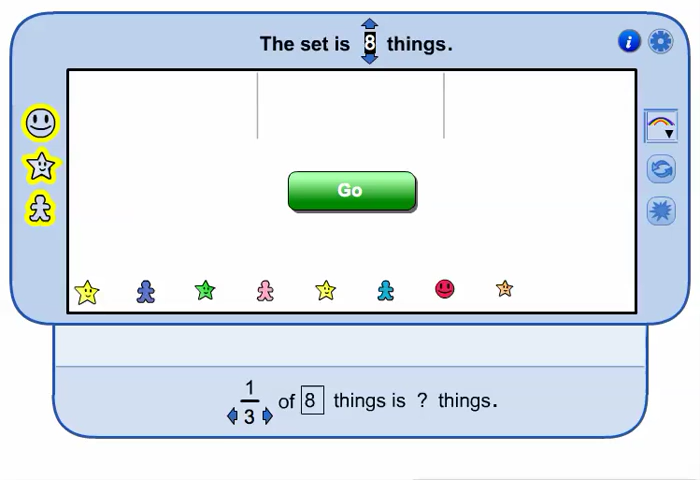 The set is 8 things.
i
Go
1
3
of 8 things is ? things.